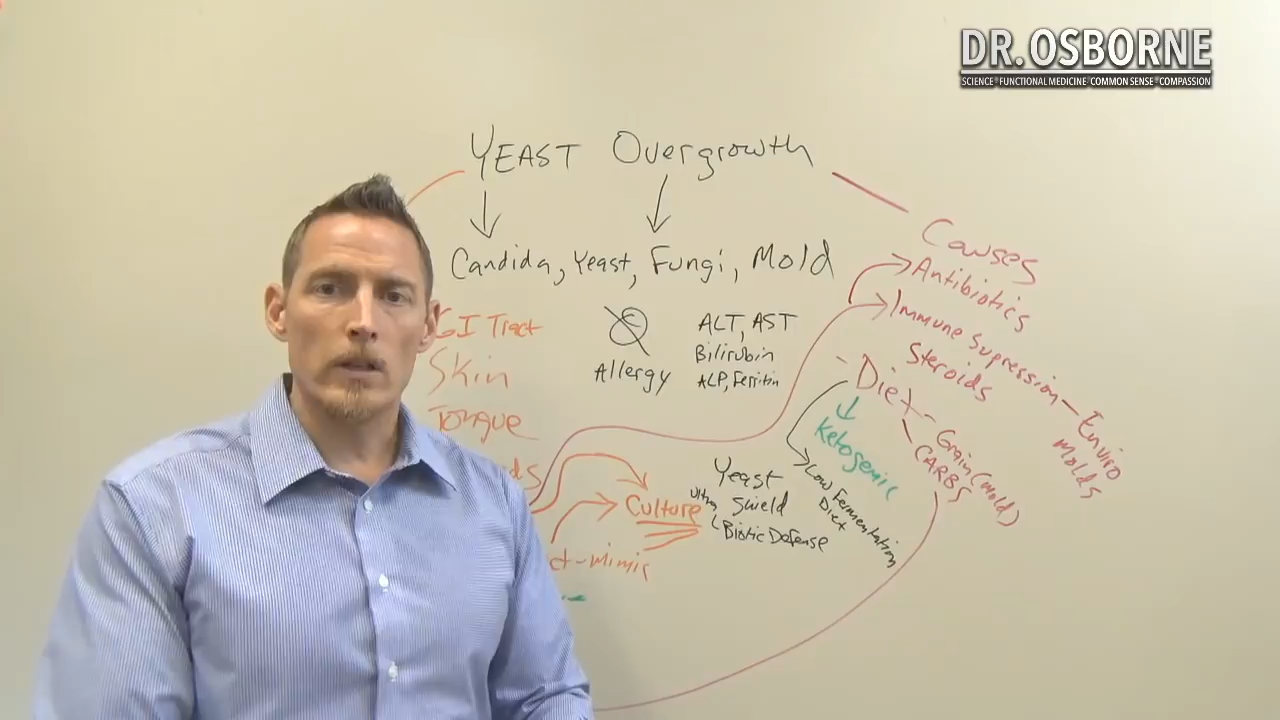 DR. OSBORNE
SCIENCE • FUNCTIONAL MEDICINE • COMMON SENSE • COMPASSION
YEAST Overgrowth
Candida, Yeast, Fungi, Mold
GI Tract
Skin
Tongue
Allergy
ALT, AST
Bilirubin
ALP, Ferritin
Causes
Antibiotics
Immune Supression - Enviro
Molds
Steroids
Diet - Grain (mold)
CARBS
Ketogenic
Low Fermentation
Diet
Culture
Yeast
Ultra Shield
Biotic Defense
ct-mimic